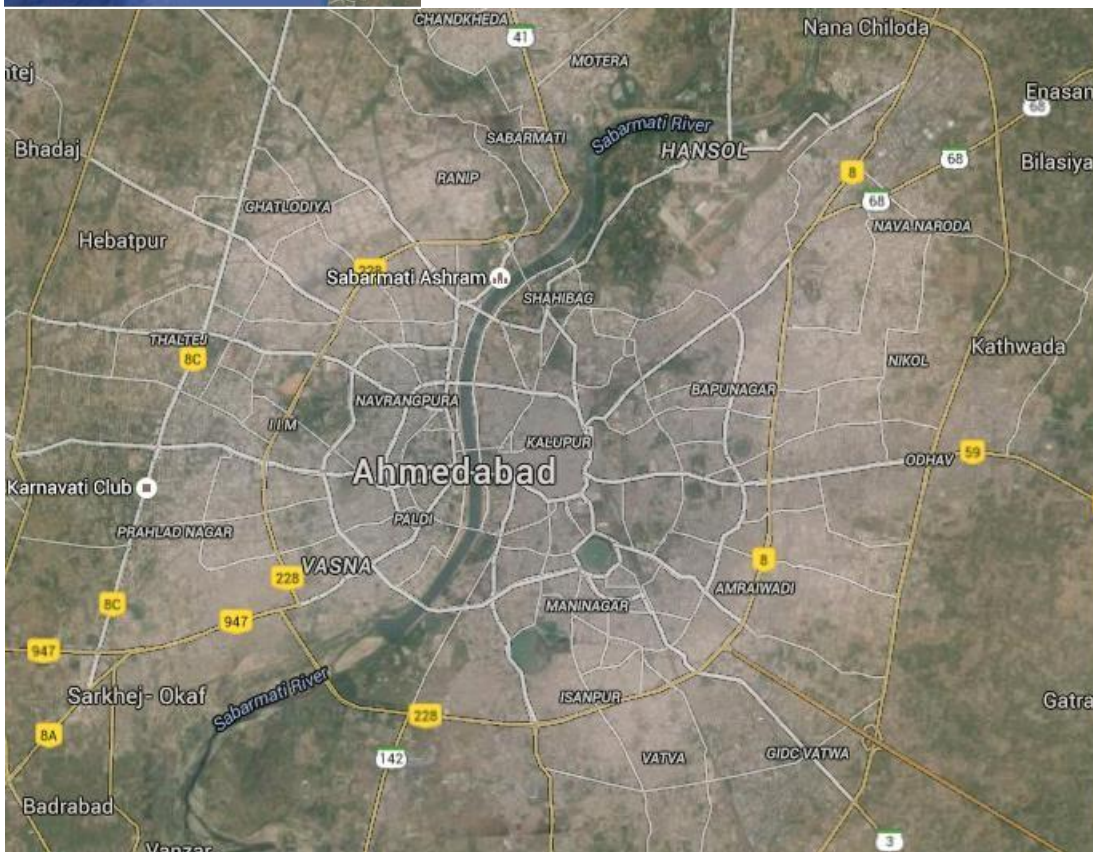 CHANDKHEDA
41
Nana Chiloda
MOTERA
ntej
Enasan
68
Sabarmati River
SABARMATI
Bhadaj
HANSOL
68
Bilasiya
8
RANIP
68
GHATLODIYA
NAVA NARODA
Hebatpur
228
Sabarmati Ashram
SHAHIBAG
THALTEJ
8C
Kathwada
NIKOL
BAPUNAGAR
NAVRANGPURA
I I M
KALUPUR
59
ODHAV
Ahmedabad
Karnavati Club
PALDI
PRAHLAD NAGAR
VASNA
8
228
AMRAIWADI
8C
MANINAGAR
947
947
Sarkhej - Okaf
Sabarmati River
ISANPUR
Gatra
228
8A
142
VATVA
GIDC VATWA
Badrabad
3
Vanzar